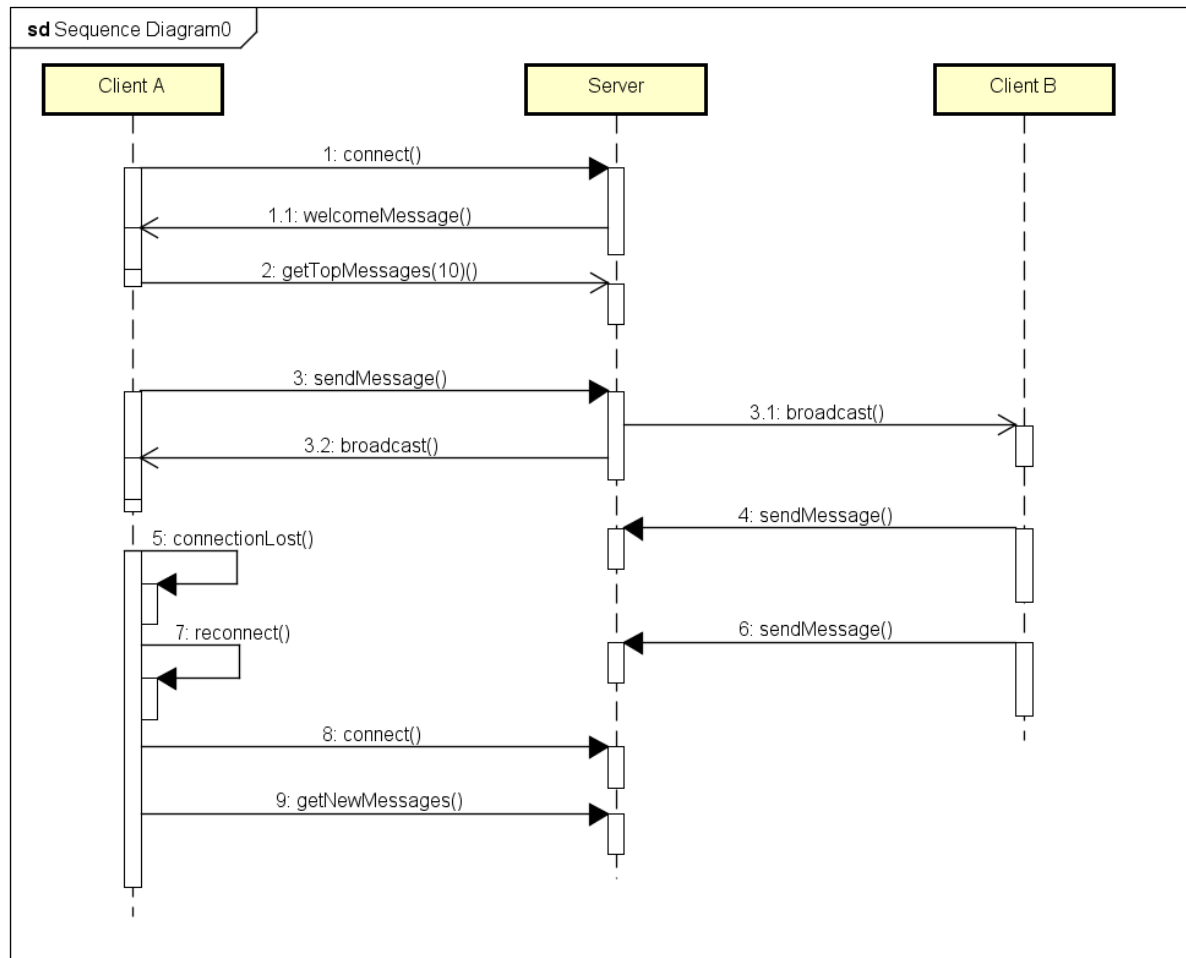 sd Sequence Diagram0
Client A
Server
Client B
1: connect()
1.1: welcomeMessage()
2: getTopMessages(10)()
3: sendMessage()
3.1: broadcast()
3.2: broadcast()
4: sendMessage()
5: connectionLost()
6: sendMessage()
7: reconnect()
8: connect()
9: getNewMessages()